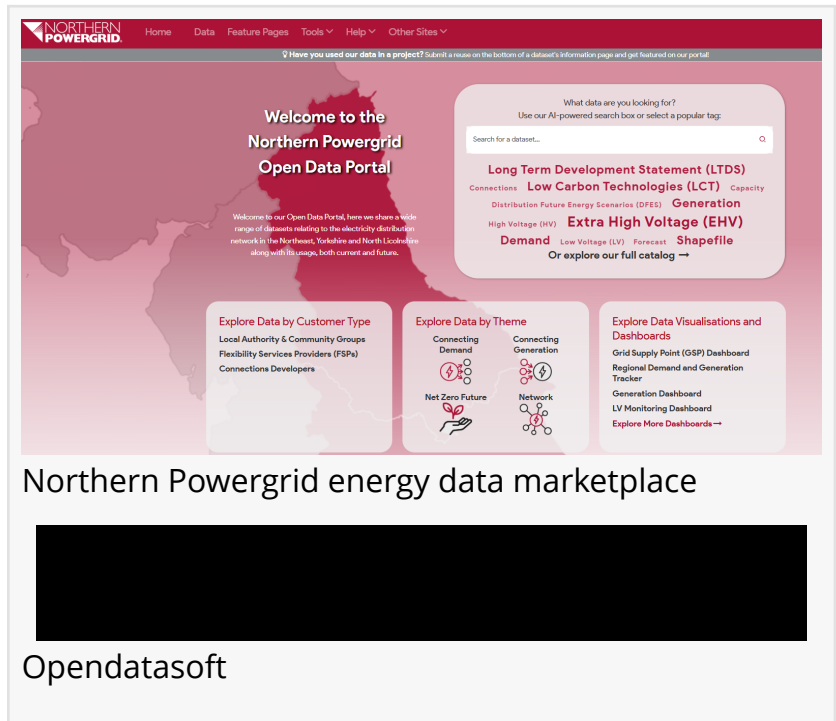 NORTHERN
POWERGRID
Home Data Feature Pages Tools Help Other Sites
Have you used our data in a project? Submit a reuse on the bottom of a dataset's information page and get featured on our portal!
Welcome to the
Northern Powergrid
Open Data Portal
Welcome to our Open Data Portal, here we share a wide
range of datasets relating to the electricity distribution
network in the Northeast, Yorkshire and North Licolnshire
along with its usage, both current and future.
What data are you looking for?
Use our AI-powered search box or select a popular tag:
Search for a dataset...
Long Term Development Statement (LTDS)
Connections Low Carbon Technologies (LCT) Capacity
Distribution Future Energy Scenarios (DFES) Generation
High Voltage (HV) Extra High Voltage (EHV)
Demand Low Voltage (LV) Forecast Shapefile
Or explore our full catalog →
Explore Data by Customer Type
Local Authority & Community Groups
Flexibility Services Providers (FSPs)
Connections Developers
Explore Data by Theme
Connecting
Demand
Connecting
Generation
Net Zero Future
Network
Explore Data Visualisations and
Dashboards
Grid Supply Point (GSP) Dashboard
Regional Demand and Generation
Tracker
Generation Dashboard
LV Monitoring Dashboard
Explore More Dashboards→
Northern Powergrid energy data marketplace
Opendatasoft